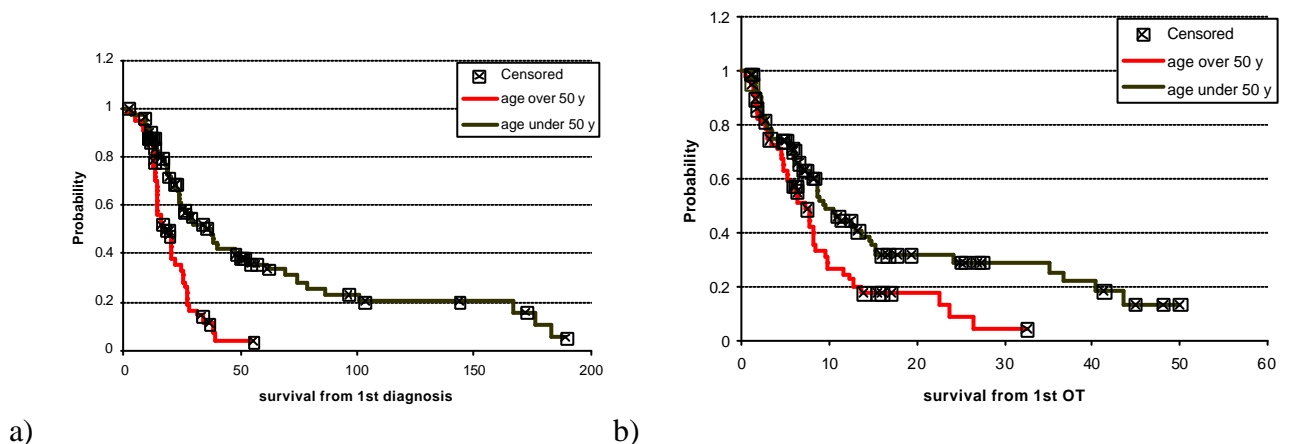 1.2
1
0.8
0.6
0.4
0.2
0
Probability
0 50 100 150 200
survival from 1st diagnosis
Censored
age over 50 y
age under 50 y
a)
1.2
1
0.8
0.6
0.4
0.2
0
Probability
0 10 20 30 40 50 60
survival from 1st OT
Censored
age over 50 y
age under 50 y
b)